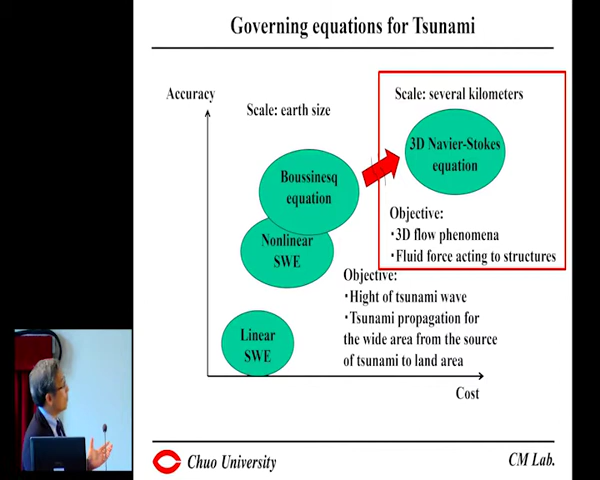 Governing equations for Tsunami
Accuracy
Scale: earth size
Scale: several kilometers
3D Navier-Stokes
equation
Boussinesq
equation
Objective:
・3D flow phenomena
・Fluid force acting to structures
Nonlinear
SWE
Objective:
・Hight of tsunami wave
・Tsunami propagation for
the wide area from the source
of tsunami to land area
Linear
SWE
Cost
Chuo University
CM Lab.